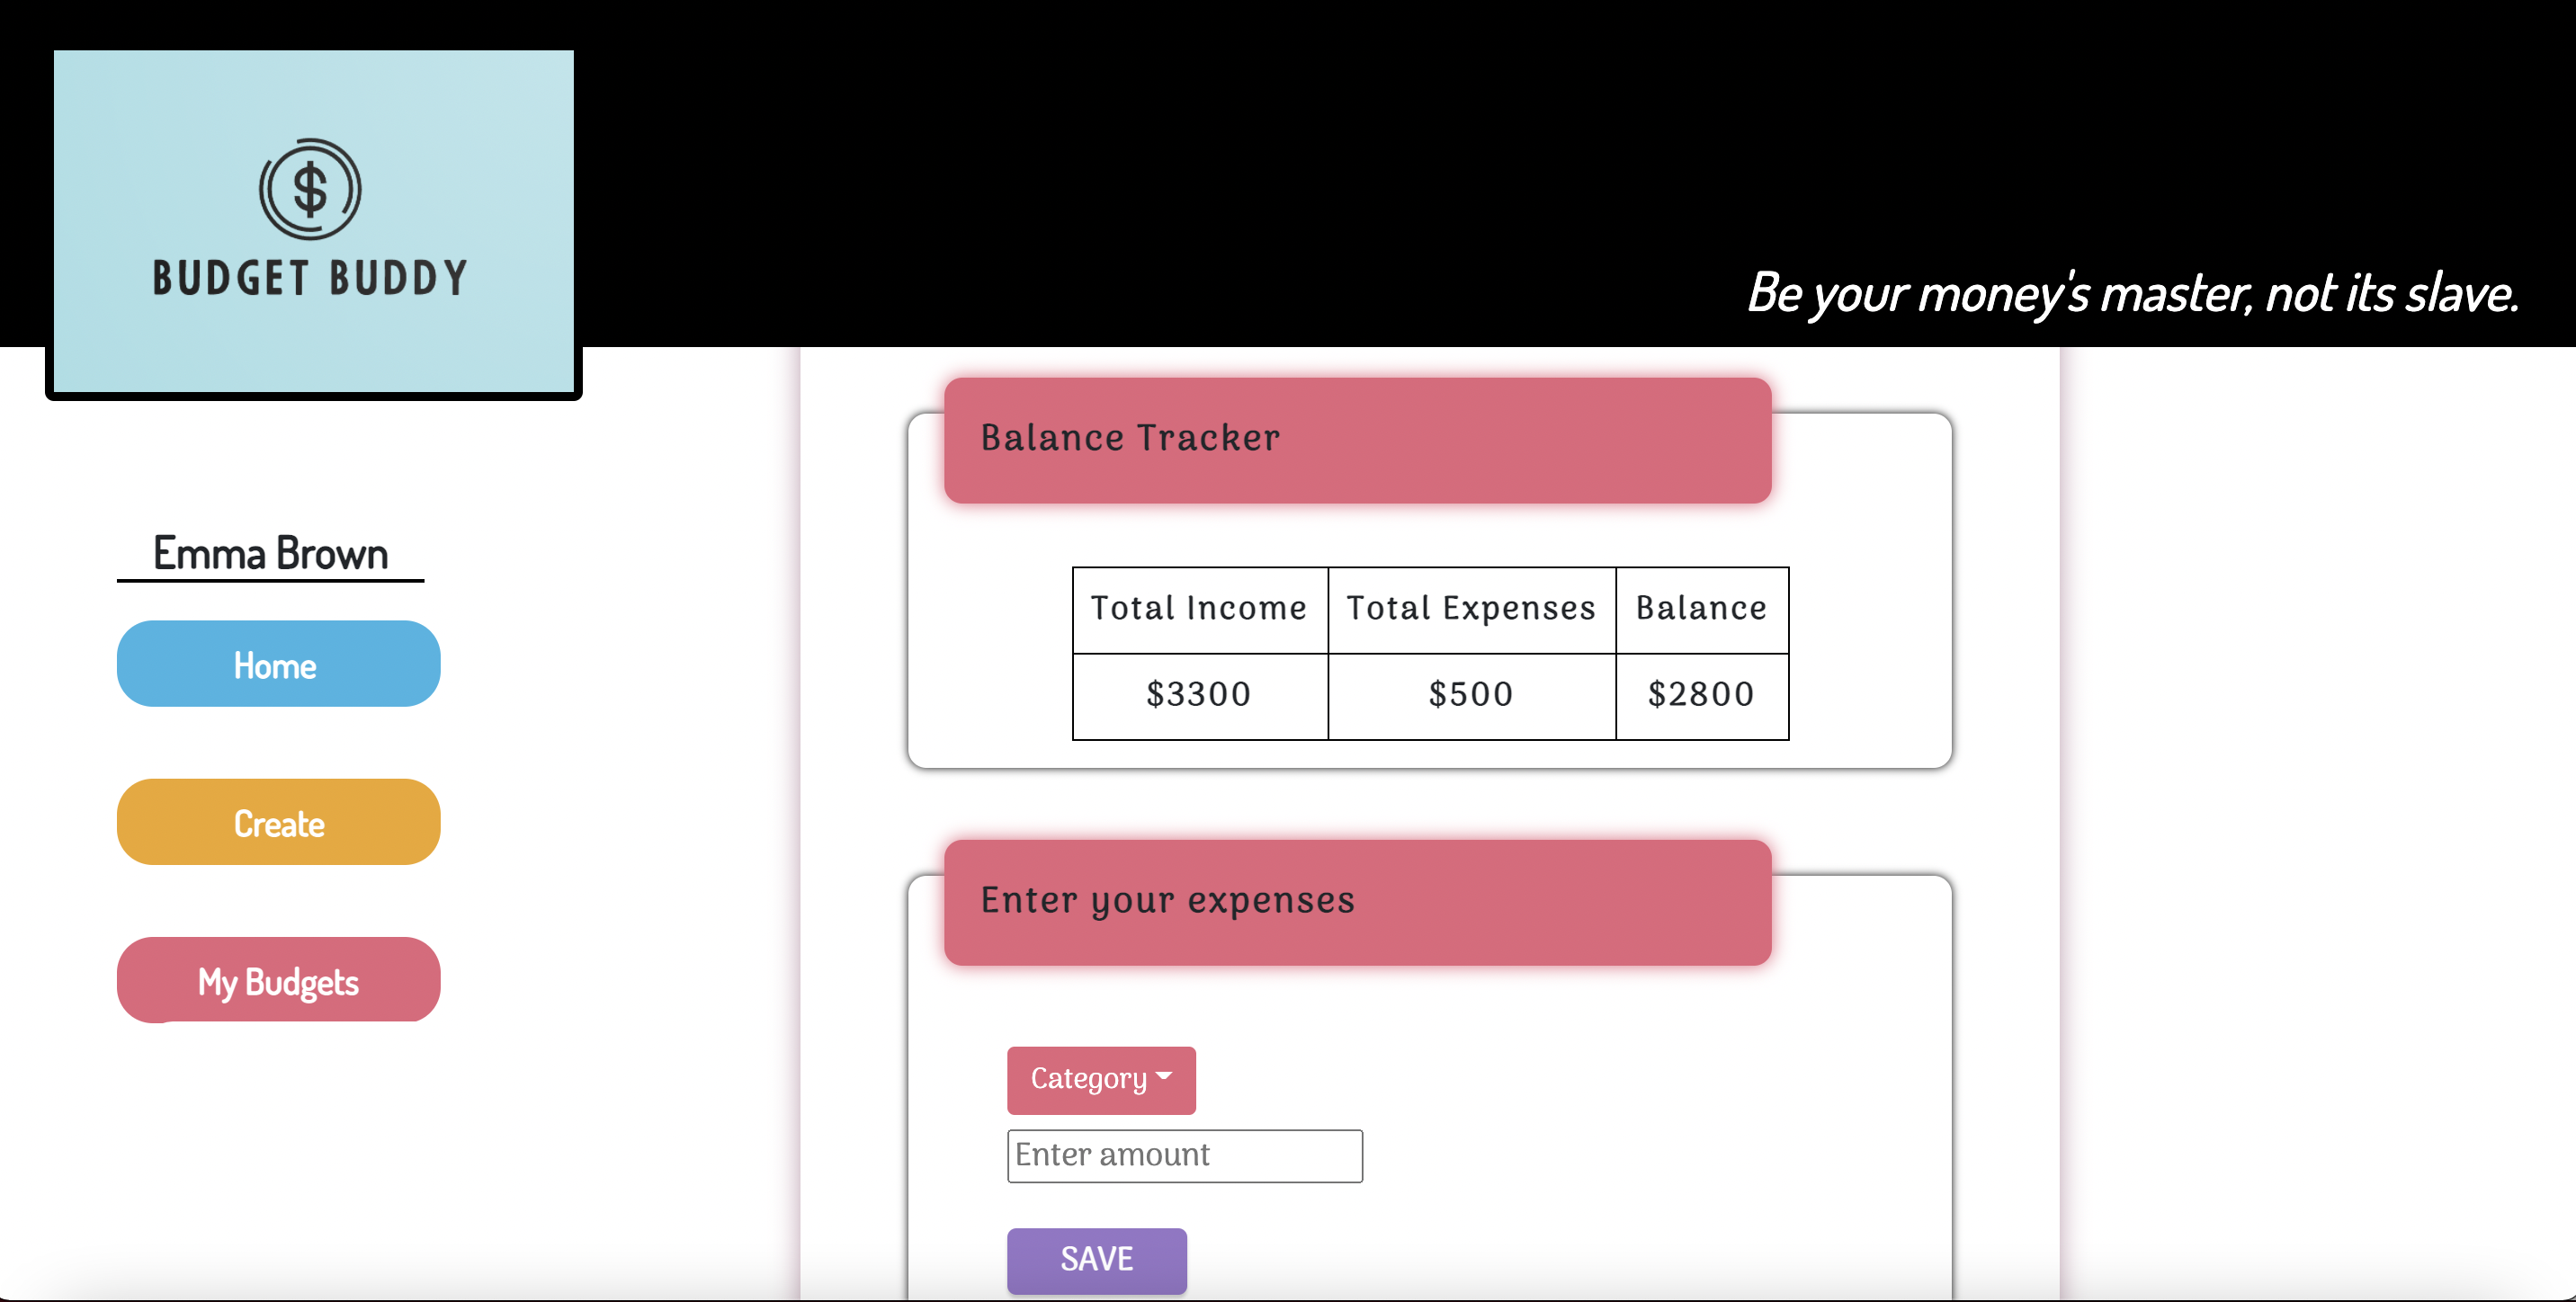 $
BUDGET BUDDY
Be your money's master, not its slave.
Emma Brown
Home
Create
My Budgets
Balance Tracker
Total Income Total Expenses Balance
$3300 $500 $2800
Enter your expenses
Category
Enter amount
SAVE